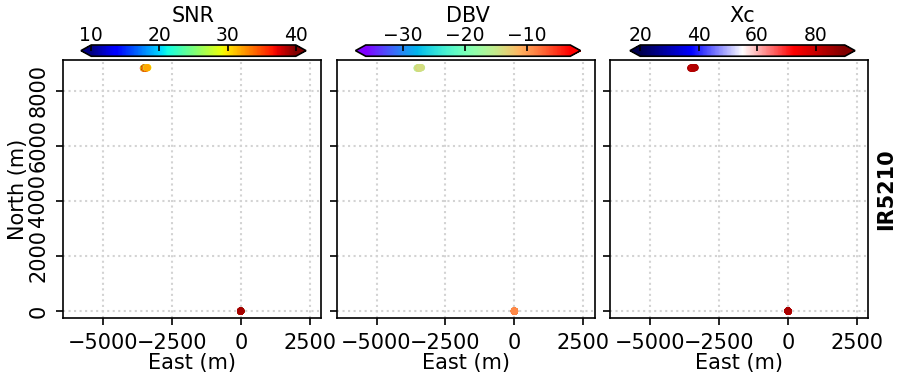 SNR DBV Xc
10 20 30 40 −30 −20 −10 20 40 60 80
8000
6000
4000
2000
0
North (m)
IR5210
−5000 −2500 0 2500 −5000 −2500 0 2500 −5000 −2500 0 2500
East (m) East (m) East (m)